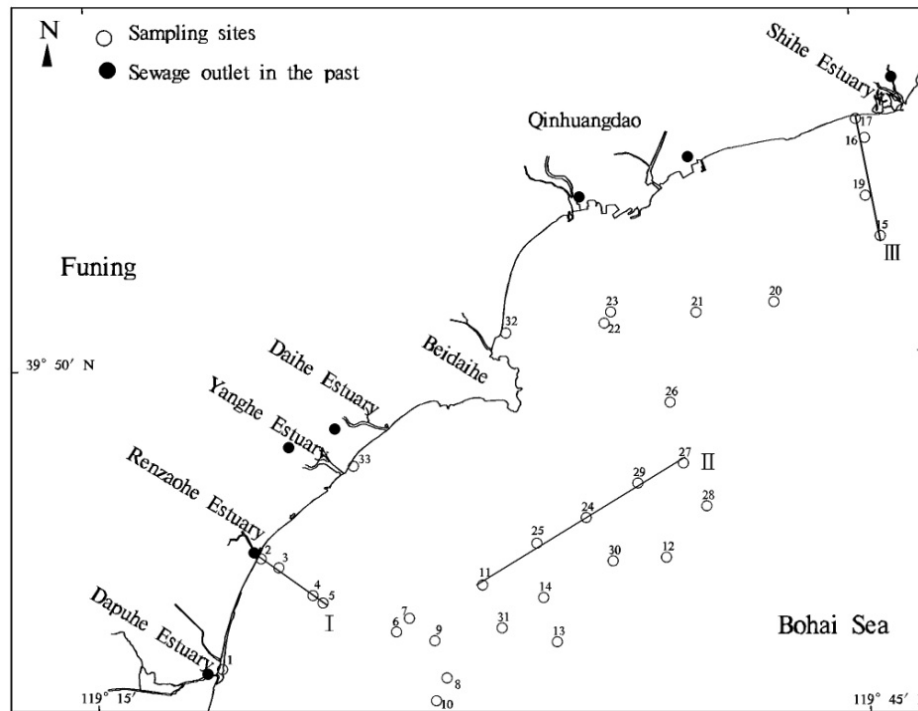 N
Sampling sites
Sewage outlet in the past
Shihe Estuary
Qinhuangdao
17
16
19
15
III
Funing
20
23
21
22
32
Beidaihe
39° 50′ N
Daihe Estuary
26
Yanghe Estuary
33
27
II
29
Renzaohe Estuary
28
24
25
2
3
30
12
11
4
5
14
I
Dapuhe Estuary
7
6
9
31
13
Bohai Sea
1
8
10
119° 15′
119° 45′